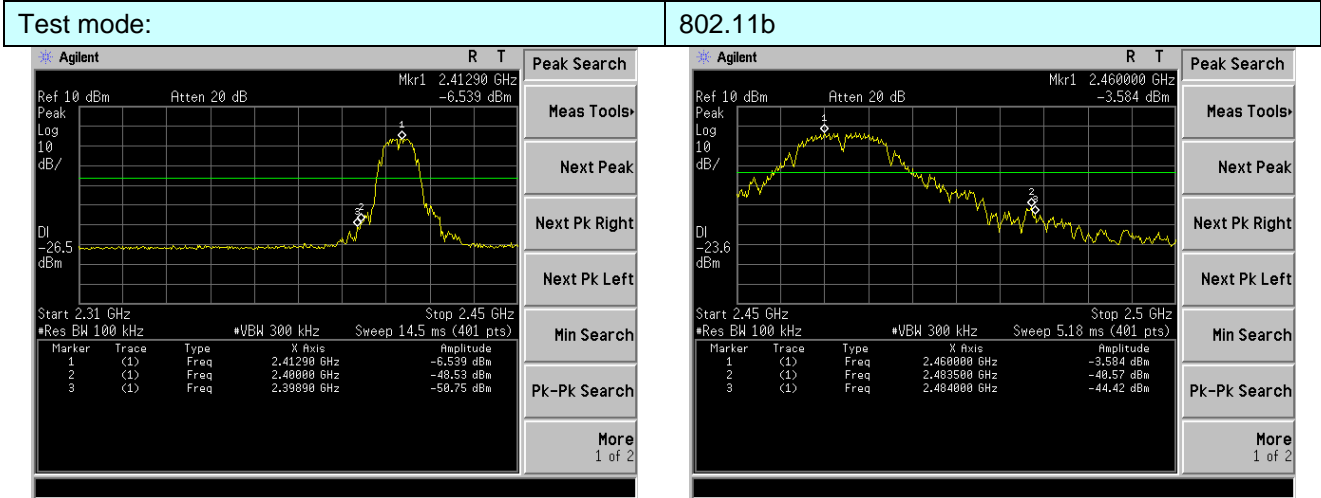 Test mode: 802.11b
Agilent R T
Mkr1 2.41290 GHz
Ref 10 dBm Atten 20 dB -6.539 dBm
Peak
Log
10
dB/
1
2
3
DI
-26.5
dBm
Start 2.31 GHz Stop 2.45 GHz
#Res BW 100 kHz #VBW 300 kHz Sweep 14.5 ms (401 pts)
Marker Trace Type X Axis Amplitude
1 (1) Freq 2.41290 GHz -6.539 dBm
2 (1) Freq 2.40000 GHz -48.53 dBm
3 (1) Freq 2.39890 GHz -50.75 dBm
Peak Search
Meas Tools
Next Peak
Next Pk Right
Next Pk Left
Min Search
Pk-Pk Search
More
1 of 2
Agilent R T
Mkr1 2.460000 GHz
Ref 10 dBm Atten 20 dB -3.584 dBm
Peak
Log
10
dB/
1
2
3
DI
-23.6
dBm
Start 2.45 GHz Stop 2.5 GHz
#Res BW 100 kHz #VBW 300 kHz Sweep 5.18 ms (401 pts)
Marker Trace Type X Axis Amplitude
1 (1) Freq 2.460000 GHz -3.584 dBm
2 (1) Freq 2.483500 GHz -40.57 dBm
3 (1) Freq 2.484000 GHz -44.42 dBm
Peak Search
Meas Tools
Next Peak
Next Pk Right
Next Pk Left
Min Search
Pk-Pk Search
More
1 of 2